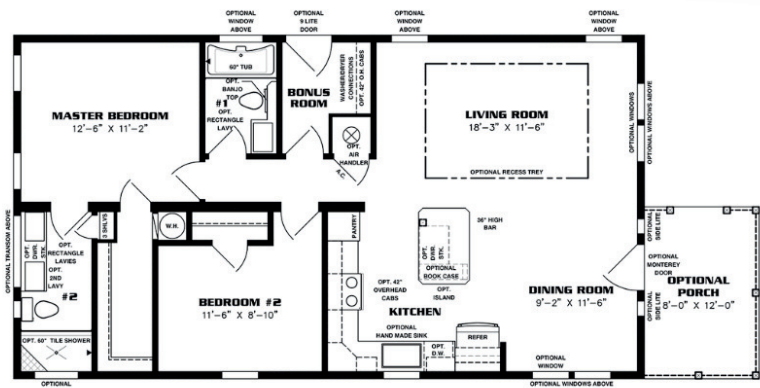 OPTIONAL
WINDOW
ABOVE
OPTIONAL
9 LITE
DOOR
OPTIONAL
WINDOW
ABOVE
OPTIONAL
WINDOW
ABOVE
60" TUB
OPT.
BANJO
TOP
#1
OPT.
RECTANGLE
LAVY
MASTER BEDROOM
12'-6" X 11'-2"
BONUS
ROOM
WASHER/DRYER
CONNECTIONS
OPT. 42" O.H. CABS
OPT.
AIR
HANDLER
A.C.
LIVING ROOM
18'-3" X 11'-6"
OPTIONAL RECESS TREY
OPTIONAL WINDOWS
OPTIONAL WINDOWS ABOVE
OPTIONAL TRANSOM ABOVE
OPT.
DWR.
STK.
OPT.
RECTANGLE
LAVIES
OPT.
2ND
LAVY
#2
3 SHLVS
W.H.
OPT. 60" TILE SHOWER
OPTIONAL
BEDROOM #2
11'-6" X 8'-10"
PANTRY
36" HIGH
BAR
OPT.
DWR.
STK.
OPTIONAL
BOOK CASE
OPT.
ISLAND
OPT. 42"
OVERHEAD
CABS
KITCHEN
OPTIONAL
HAND MADE SINK
OPT.
D.W.
REFER
DINING ROOM
9'-2" X 11'-6"
OPTIONAL
WINDOW
OPTIONAL WINDOWS ABOVE
OPTIONAL
SIDE LITE
OPTIONAL
MONTEREY
DOOR
OPTIONAL
SIDE LITE
OPTIONAL
PORCH
8'-0" X 12'-0"